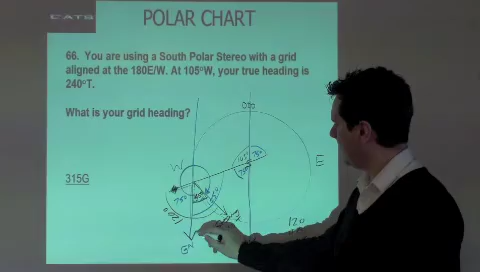 CATS
POLAR CHART
66. You are using a South Polar Stereo with a grid
aligned at the 180E/W. At 105°W, your true heading is
240°T.
What is your grid heading?
315G
000
W
E
75°
120
GN